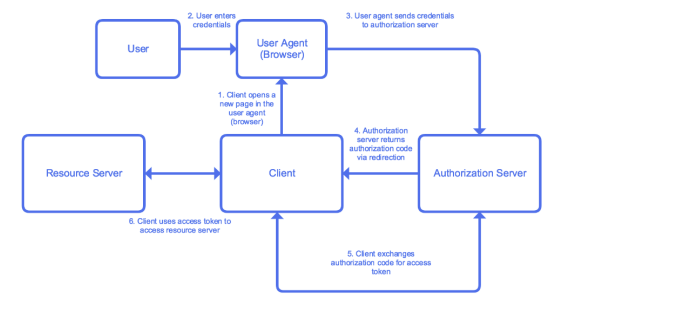 2. User enters
credentials
3. User agent sends credentials
to authorization server
User
User Agent
(Browser)
1. Client opens a
new page in the
user agent
(browser)
4. Authorization
server returns
authorization code
via redirection
Resource Server
Client
Authorization Server
6. Client uses access token to
access resource server
5. Client exchanges
authorization code for access
token